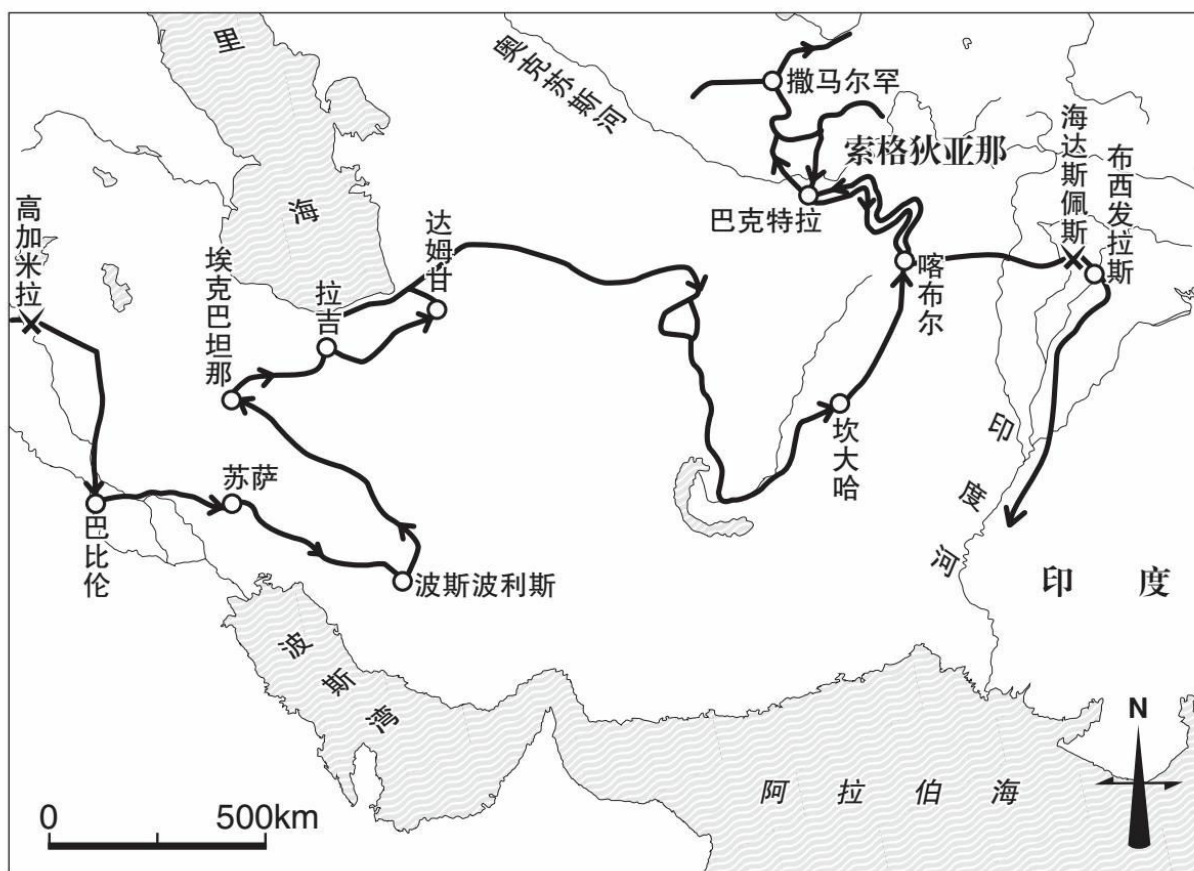 里海
奥克苏斯河
撒马尔罕
索格狄亚那
海达斯佩斯
布西发拉斯
巴克特拉
高加米拉
埃克巴坦那
拉吉
达姆甘
喀布尔
坎大哈
苏萨
巴比伦
波斯波利斯
印度河
印度
波斯湾
阿拉伯海
N
0 500km